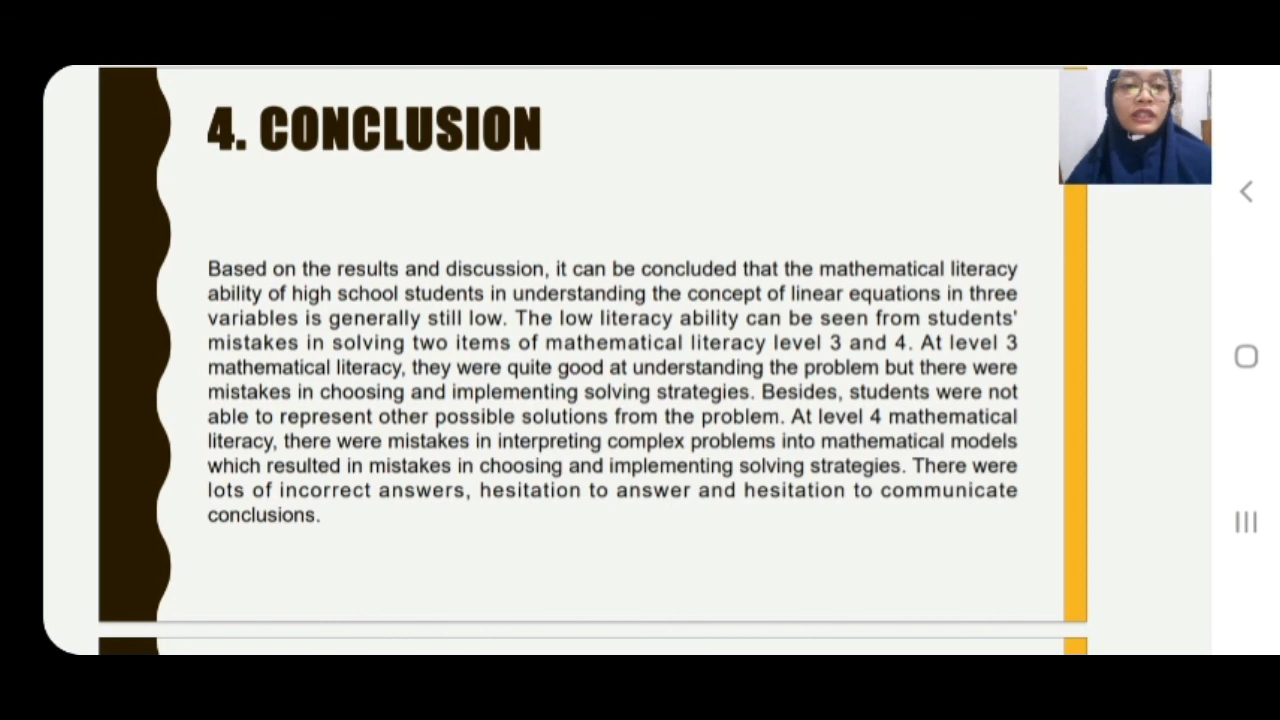 4. CONCLUSION
Based on the results and discussion, it can be concluded that the mathematical literacy
ability of high school students in understanding the concept of linear equations in three
variables is generally still low. The low literacy ability can be seen from students'
mistakes in solving two items of mathematical literacy level 3 and 4. At level 3
mathematical literacy, they were quite good at understanding the problem but there were
mistakes in choosing and implementing solving strategies. Besides, students were not
able to represent other possible solutions from the problem. At level 4 mathematical
literacy, there were mistakes in interpreting complex problems into mathematical models
which resulted in mistakes in choosing and implementing solving strategies. There were
lots of incorrect answers, hesitation to answer and hesitation to communicate
conclusions.